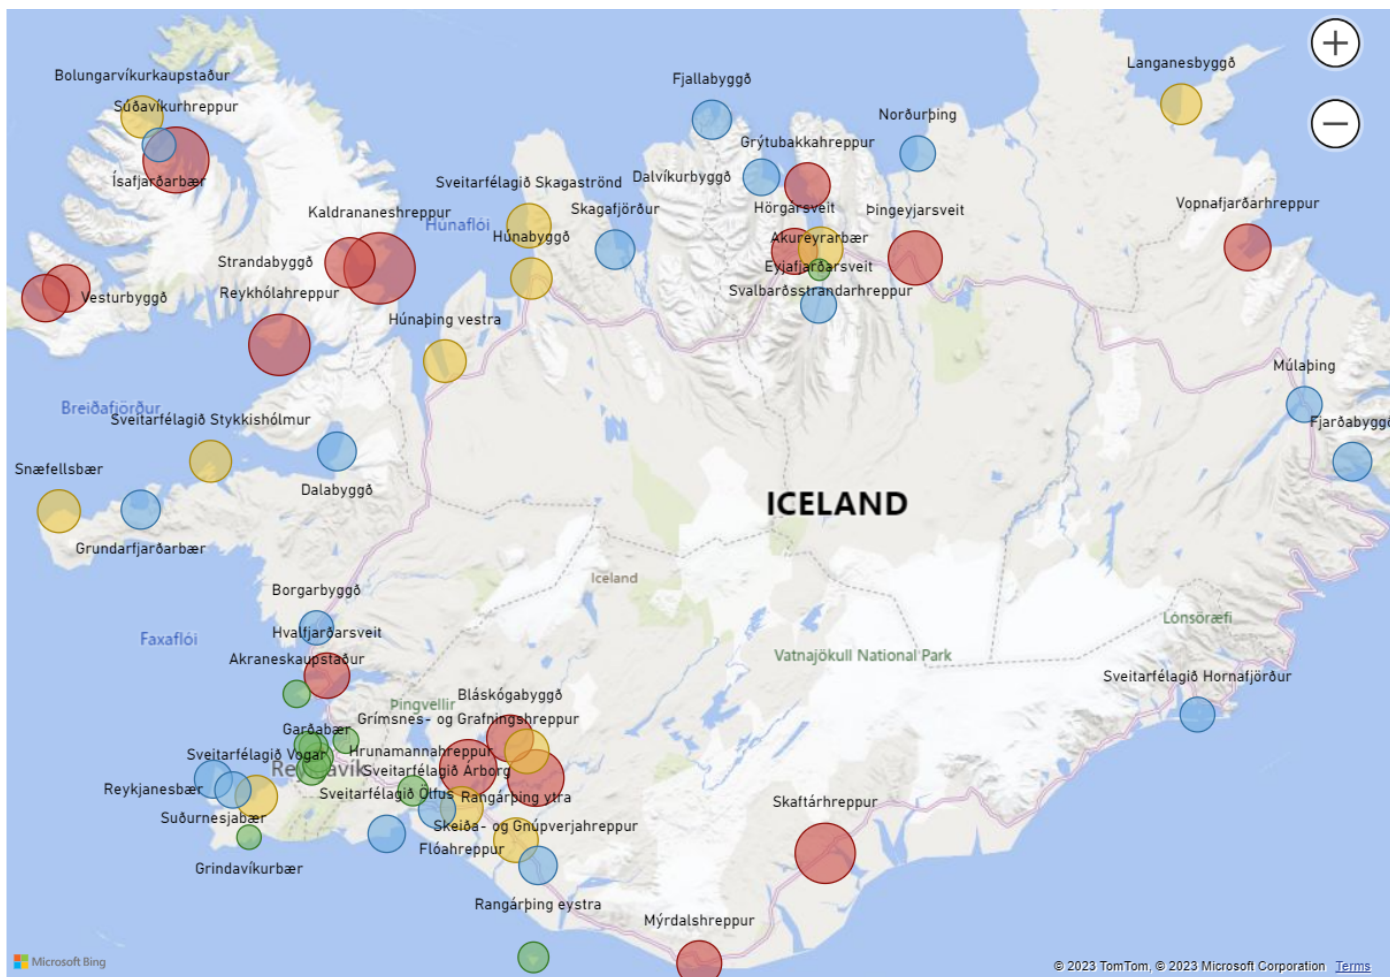 Bolungarvíkurkaupstaður
Súðavíkurhreppur
Ísafjarðarbær
Kaldrananeshreppur
Húnaflói
Strandabyggð
Reykhólahreppur
Vesturbyggð
Húnaþing vestra
Sveitarfélagið Skagaströnd
Húnabyggð
Skagafjörður
Fjallabyggð
Grýtubakkahreppur
Dalvíkurbyggð
Hörgársveit
Akureyrarbær
Eyjafjarðarsveit
Svalbarðsstrandarhreppur
Norðurþing
Þingeyjarsveit
Langanesbyggð
Vopnafjarðarhreppur
Múlaþing
Fjarðabyggð
Breiðafjörður
Sveitarfélagið Stykkishólmur
Snæfellsbær
Grundarfjarðarbær
Dalabyggð
ICELAND
Iceland
Borgarbyggð
Hvalfjarðarsveit
Faxaflói
Akraneskaupstaður
Vatnajökull National Park
Lónsöræfi
Sveitarfélagið Hornafjörður
Þingvellir
Bláskógabyggð
Grímsnes- og Grafningshreppur
Garðabær
Hrunamannahreppur
Sveitarfélagið Vogar
Sveitarfélagið Árborg
Reykjanesbær
Sveitarfélagið Ölfus
Rangárþing ytra
Suðurnesjabær
Skeiða- og Gnúpverjahreppur
Flóahreppur
Grindavíkurbær
Rangárþing eystra
Skaftárhreppur
Mýrdalshreppur
Microsoft Bing
© 2023 TomTom, © 2023 Microsoft Corporation Terms